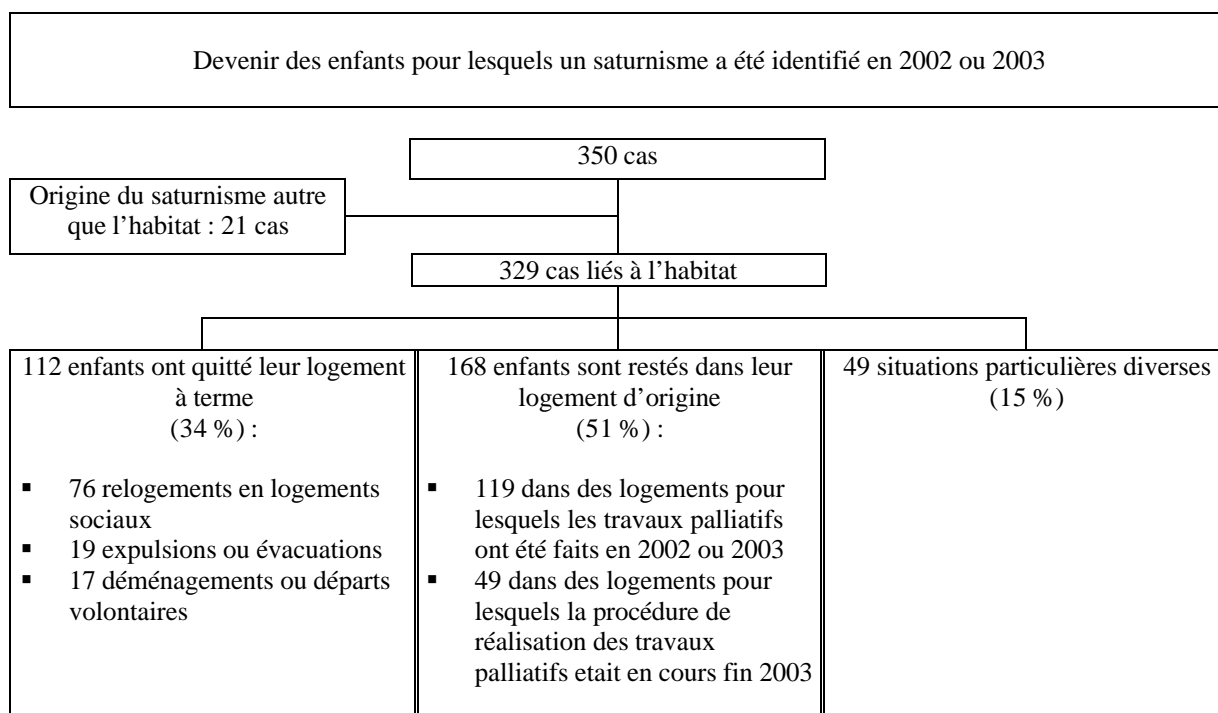 Devenir des enfants pour lesquels un saturnisme a été identifié en 2002 ou 2003
350 cas
Origine du saturnisme autre
que l’habitat : 21 cas
329 cas liés à l’habitat
112 enfants ont quitté leur logement
à terme
(34 %) :
▪ 76 relogements en logements
sociaux
▪ 19 expulsions ou évacuations
▪ 17 déménagements ou départs
volontaires
168 enfants sont restés dans leur
logement d’origine
(51 %) :
▪ 119 dans des logements pour
lesquels les travaux palliatifs
ont été faits en 2002 ou 2003
▪ 49 dans des logements pour
lesquels la procédure de
réalisation des travaux
palliatifs etait en cours fin 2003
49 situations particulières diverses
(15 %)